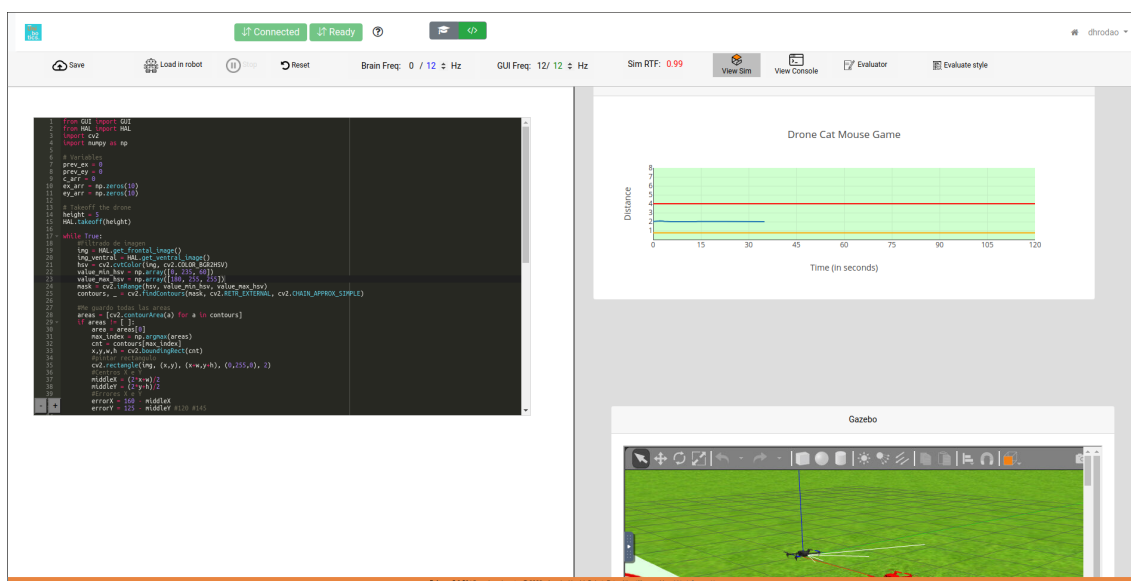 Connected
Ready
dhrodao
Save
Load in robot
Stop
Reset
Brain Freq: 0 / 12 Hz
GUI Freq: 12/ 12 Hz
Sim RTF: 0.99
View Sim
View Console
Evaluator
Evaluate style
1 from GUI import GUI
2 from HAL import HAL
3 import cv2
4 import numpy as np
5
6 # Variables
7 prev_ex = 0
8 prev_ey = 0
9 c_arr = 0
10 ex_arr = np.zeros(10)
11 ey_arr = np.zeros(10)
12
13 # Takeoff the drone
14 height = 5
15 HAL.takeoff(height)
16
17 while True:
18 #Filtrado de imagen
19 img = HAL.get_frontal_image()
20 img_ventral = HAL.get_ventral_image()
21 hsv = cv2.cvtColor(img, cv2.COLOR_BGR2HSV)
22 value_min_hsv = np.array([0, 235, 60])
23 value_max_hsv = np.array([180, 255, 255])
24 mask = cv2.inRange(hsv, value_min_hsv, value_max_hsv)
25 contours, _ = cv2.findContours(mask, cv2.RETR_EXTERNAL, cv2.CHAIN_APPROX_SIMPLE)
26
27 #Me guardo todas las areas
28 areas = [cv2.contourArea(a) for a in contours]
29 if areas != [ ]:
30 area = areas[0]
31 max_index = np.argmax(areas)
32 cnt = contours[max_index]
33 x,y,w,h = cv2.boundingRect(cnt)
34 #pintar rectangulo
35 cv2.rectangle(img, (x,y), (x+w,y+h), (0,255,0), 2)
36 #Centros X e Y
37 middleX = (2*x+w)/2
38 middleY = (2*y+h)/2
39 #Errores X e Y
errorX = 160 - middleX
errorY = 125 - middleY #120 #145
- +
Drone Cat Mouse Game
Distance
8
7
6
5
4
3
2
1
0 15 30 45 60 75 90 105 120
Time (in seconds)
Gazebo